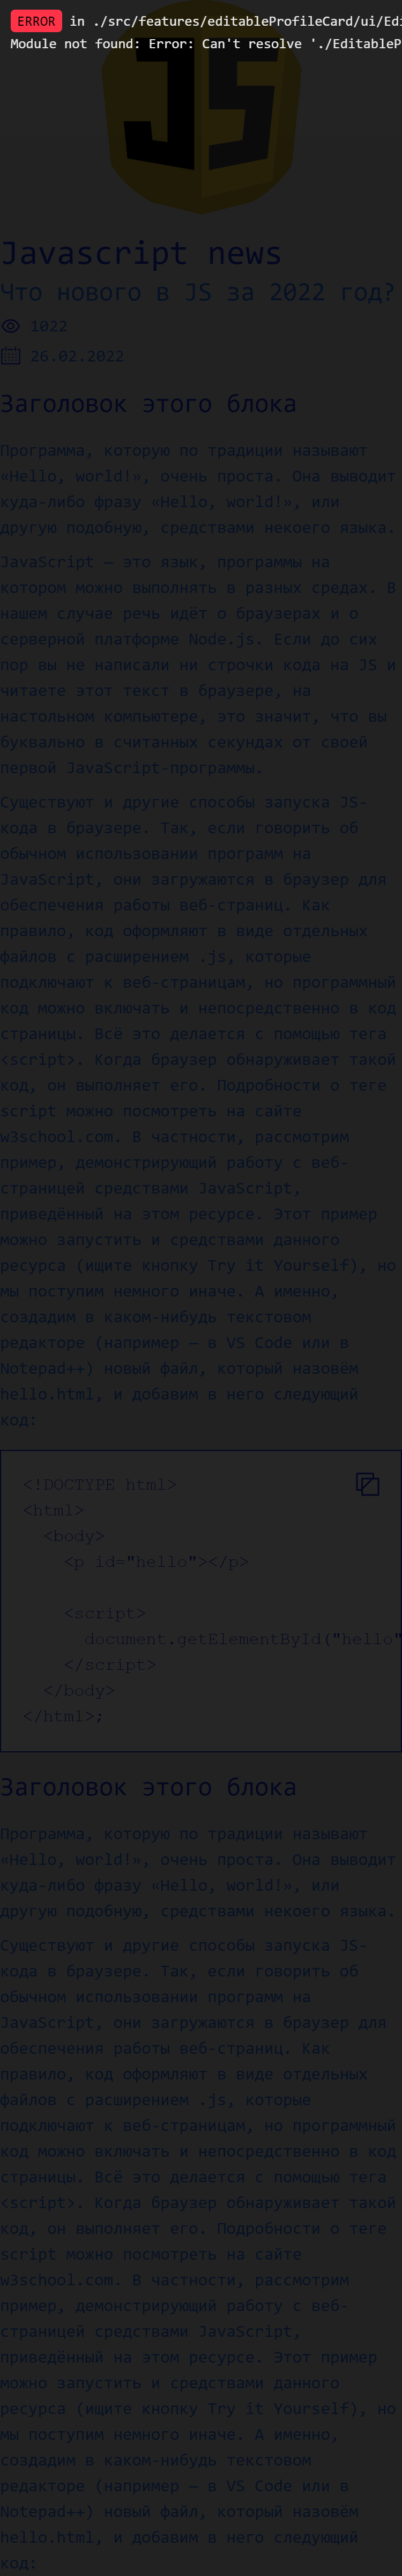 ERROR in ./src/features/editableProfileCard/ui/Edi
Module not found: Error: Can't resolve './EditableP
JS
Javascript news
Что нового в JS за 2022 год?
1022
26.02.2022
Заголовок этого блока
Программа, которую по традиции называют
«Hello, world!», очень проста. Она выводит
куда-либо фразу «Hello, world!», или
другую подобную, средствами некоего языка.
JavaScript — это язык, программы на
котором можно выполнять в разных средах. В
нашем случае речь идёт о браузерах и о
серверной платформе Node.js. Если до сих
пор вы не написали ни строчки кода на JS и
читаете этот текст в браузере, на
настольном компьютере, это значит, что вы
буквально в считанных секундах от своей
первой JavaScript-программы.
Существуют и другие способы запуска JS-
кода в браузере. Так, если говорить об
обычном использовании программ на
JavaScript, они загружаются в браузер для
обеспечения работы веб-страниц. Как
правило, код оформляют в виде отдельных
файлов с расширением .js, которые
подключают к веб-страницам, но программный
код можно включать и непосредственно в код
страницы. Всё это делается с помощью тега
<script>. Когда браузер обнаруживает такой
код, он выполняет его. Подробности о теге
script можно посмотреть на сайте
w3school.com. В частности, рассмотрим
пример, демонстрирующий работу с веб-
страницей средствами JavaScript,
приведённый на этом ресурсе. Этот пример
можно запустить и средствами данного
ресурса (ищите кнопку Try it Yourself), но
мы поступим немного иначе. А именно,
создадим в каком-нибудь текстовом
редакторе (например — в VS Code или в
Notepad++) новый файл, который назовём
hello.html, и добавим в него следующий
код:
<!DOCTYPE html>
<html>
  <body>
    <p id="hello"></p>
    <script>
      document.getElementById("hello"
    </script>
  </body>
</html>;
Заголовок этого блока
Программа, которую по традиции называют
«Hello, world!», очень проста. Она выводит
куда-либо фразу «Hello, world!», или
другую подобную, средствами некоего языка.
Существуют и другие способы запуска JS-
кода в браузере. Так, если говорить об
обычном использовании программ на
JavaScript, они загружаются в браузер для
обеспечения работы веб-страниц. Как
правило, код оформляют в виде отдельных
файлов с расширением .js, которые
подключают к веб-страницам, но программный
код можно включать и непосредственно в код
страницы. Всё это делается с помощью тега
<script>. Когда браузер обнаруживает такой
код, он выполняет его. Подробности о теге
script можно посмотреть на сайте
w3school.com. В частности, рассмотрим
пример, демонстрирующий работу с веб-
страницей средствами JavaScript,
приведённый на этом ресурсе. Этот пример
можно запустить и средствами данного
ресурса (ищите кнопку Try it Yourself), но
мы поступим немного иначе. А именно,
создадим в каком-нибудь текстовом
редакторе (например — в VS Code или в
Notepad++) новый файл, который назовём
hello.html, и добавим в него следующий
код: